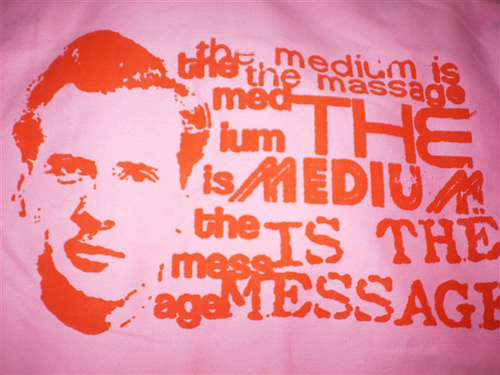 the medium is
the the massage
med
ium
is
the
mess
age
THE
MEDIUM
IS THE
MESSAGE